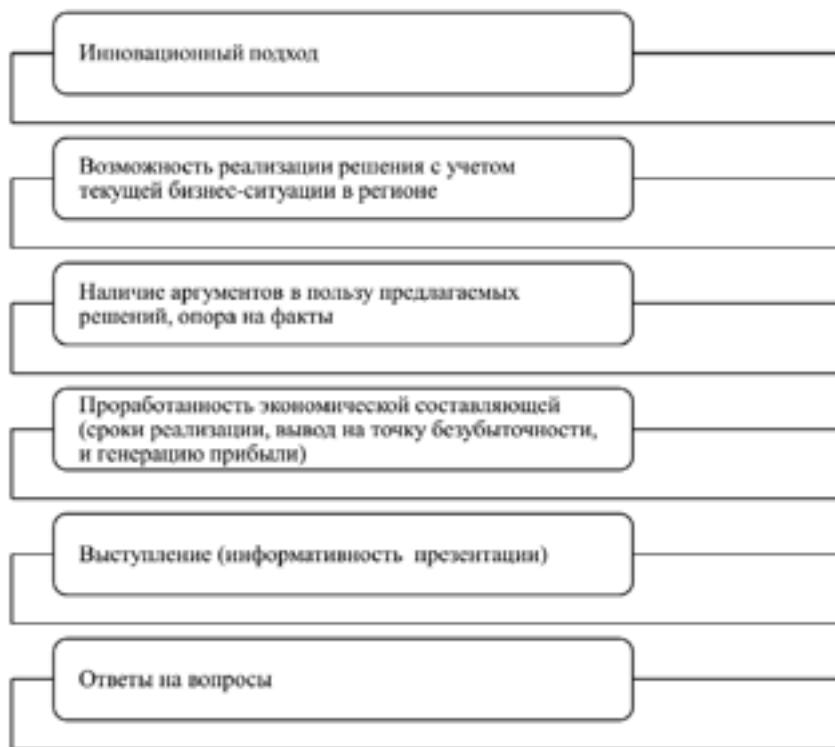 Инновационный подход
Возможность реализации решения с учетом
текущей бизнес-ситуации в регионе
Наличие аргументов в пользу предлагаемых
решений, опора на факты
Проработанность экономической составляющей
(сроки реализации, вывод на точку безубыточности,
и генерацию прибыли)
Выступление (информативность презентации)
Ответы на вопросы